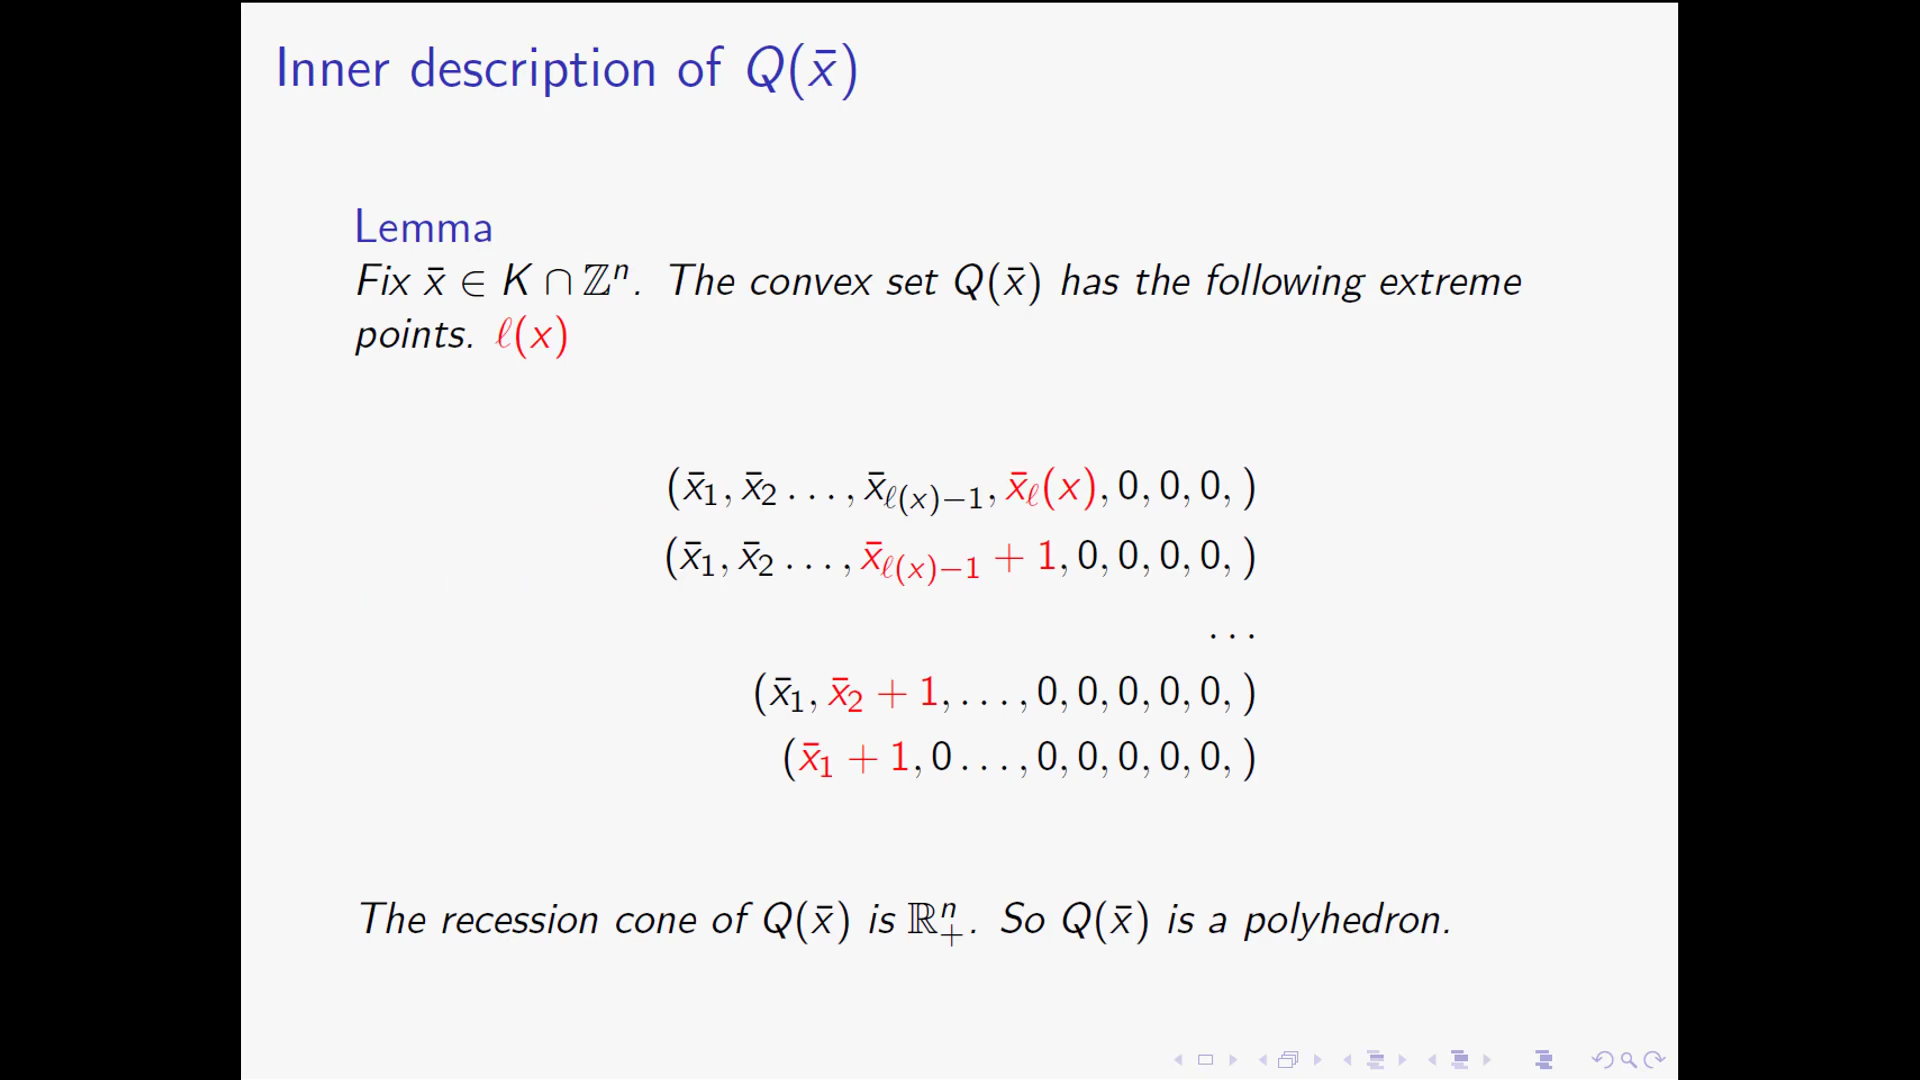 Inner description of Q(x̄)
Lemma
Fix x̄ ∈ K ∩ ℤⁿ. The convex set Q(x̄) has the following extreme
points. ℓ(x)
(x̄₁, x̄₂ . . . , x̄_{ℓ(x)−1}, x̄_ℓ(x), 0, 0, 0, )
(x̄₁, x̄₂ . . . , x̄_{ℓ(x)−1} + 1, 0, 0, 0, 0, )
. . .
(x̄₁, x̄₂ + 1, . . . , 0, 0, 0, 0, 0, )
(x̄₁ + 1, 0 . . . , 0, 0, 0, 0, 0, )
The recession cone of Q(x̄) is ℝ₊ⁿ. So Q(x̄) is a polyhedron.